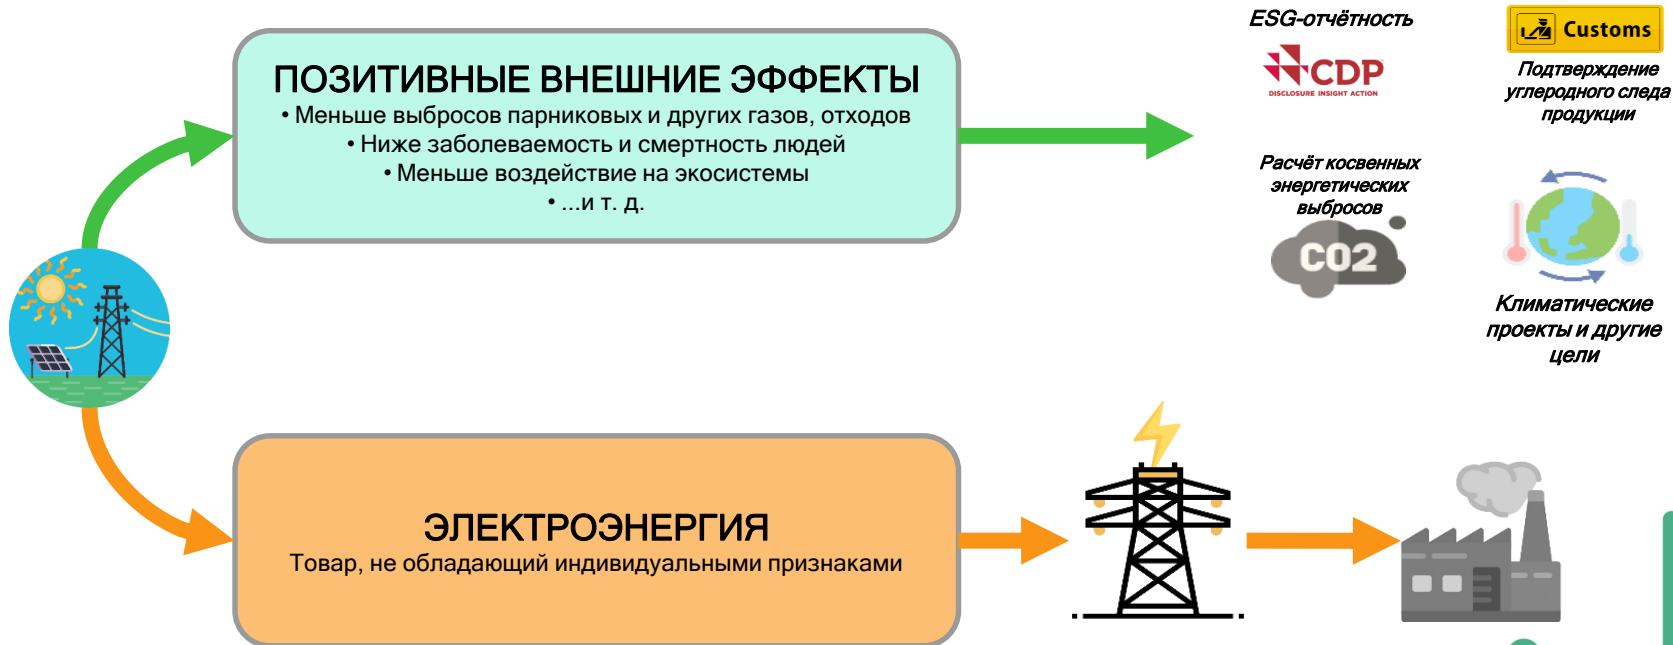 ПОЗИТИВНЫЕ ВНЕШНИЕ ЭФФЕКТЫ
• Меньше выбросов парниковых и других газов, отходов
• Ниже заболеваемость и смертность людей
• Меньше воздействие на экосистемы
• ...и т. д.
ESG-отчётность
CDP
DISCLOSURE INSIGHT ACTION
Customs
Подтверждение
углеродного следа
продукции
Расчёт косвенных
энергетических
выбросов
CO2
Климатические
проекты и другие
цели
ЭЛЕКТРОЭНЕРГИЯ
Товар, не обладающий индивидуальными признаками